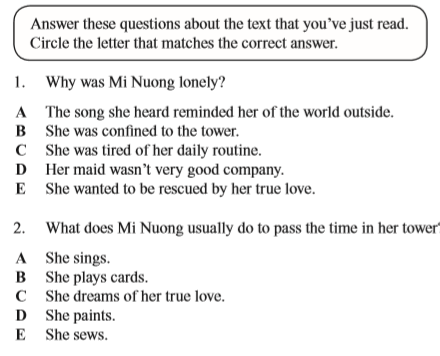 Answer these questions about the text that you've just read.
Circle the letter that matches the correct answer.
1. Why was Mi Nuong lonely?
A The song she heard reminded her of the world outside.
B She was confined to the tower.
C She was tired of her daily routine.
D Her maid wasn't very good company.
E She wanted to be rescued by her true love.
2. What does Mi Nuong usually do to pass the time in her tower?
A She sings.
B She plays cards.
C She dreams of her true love.
D She paints.
E She sews.